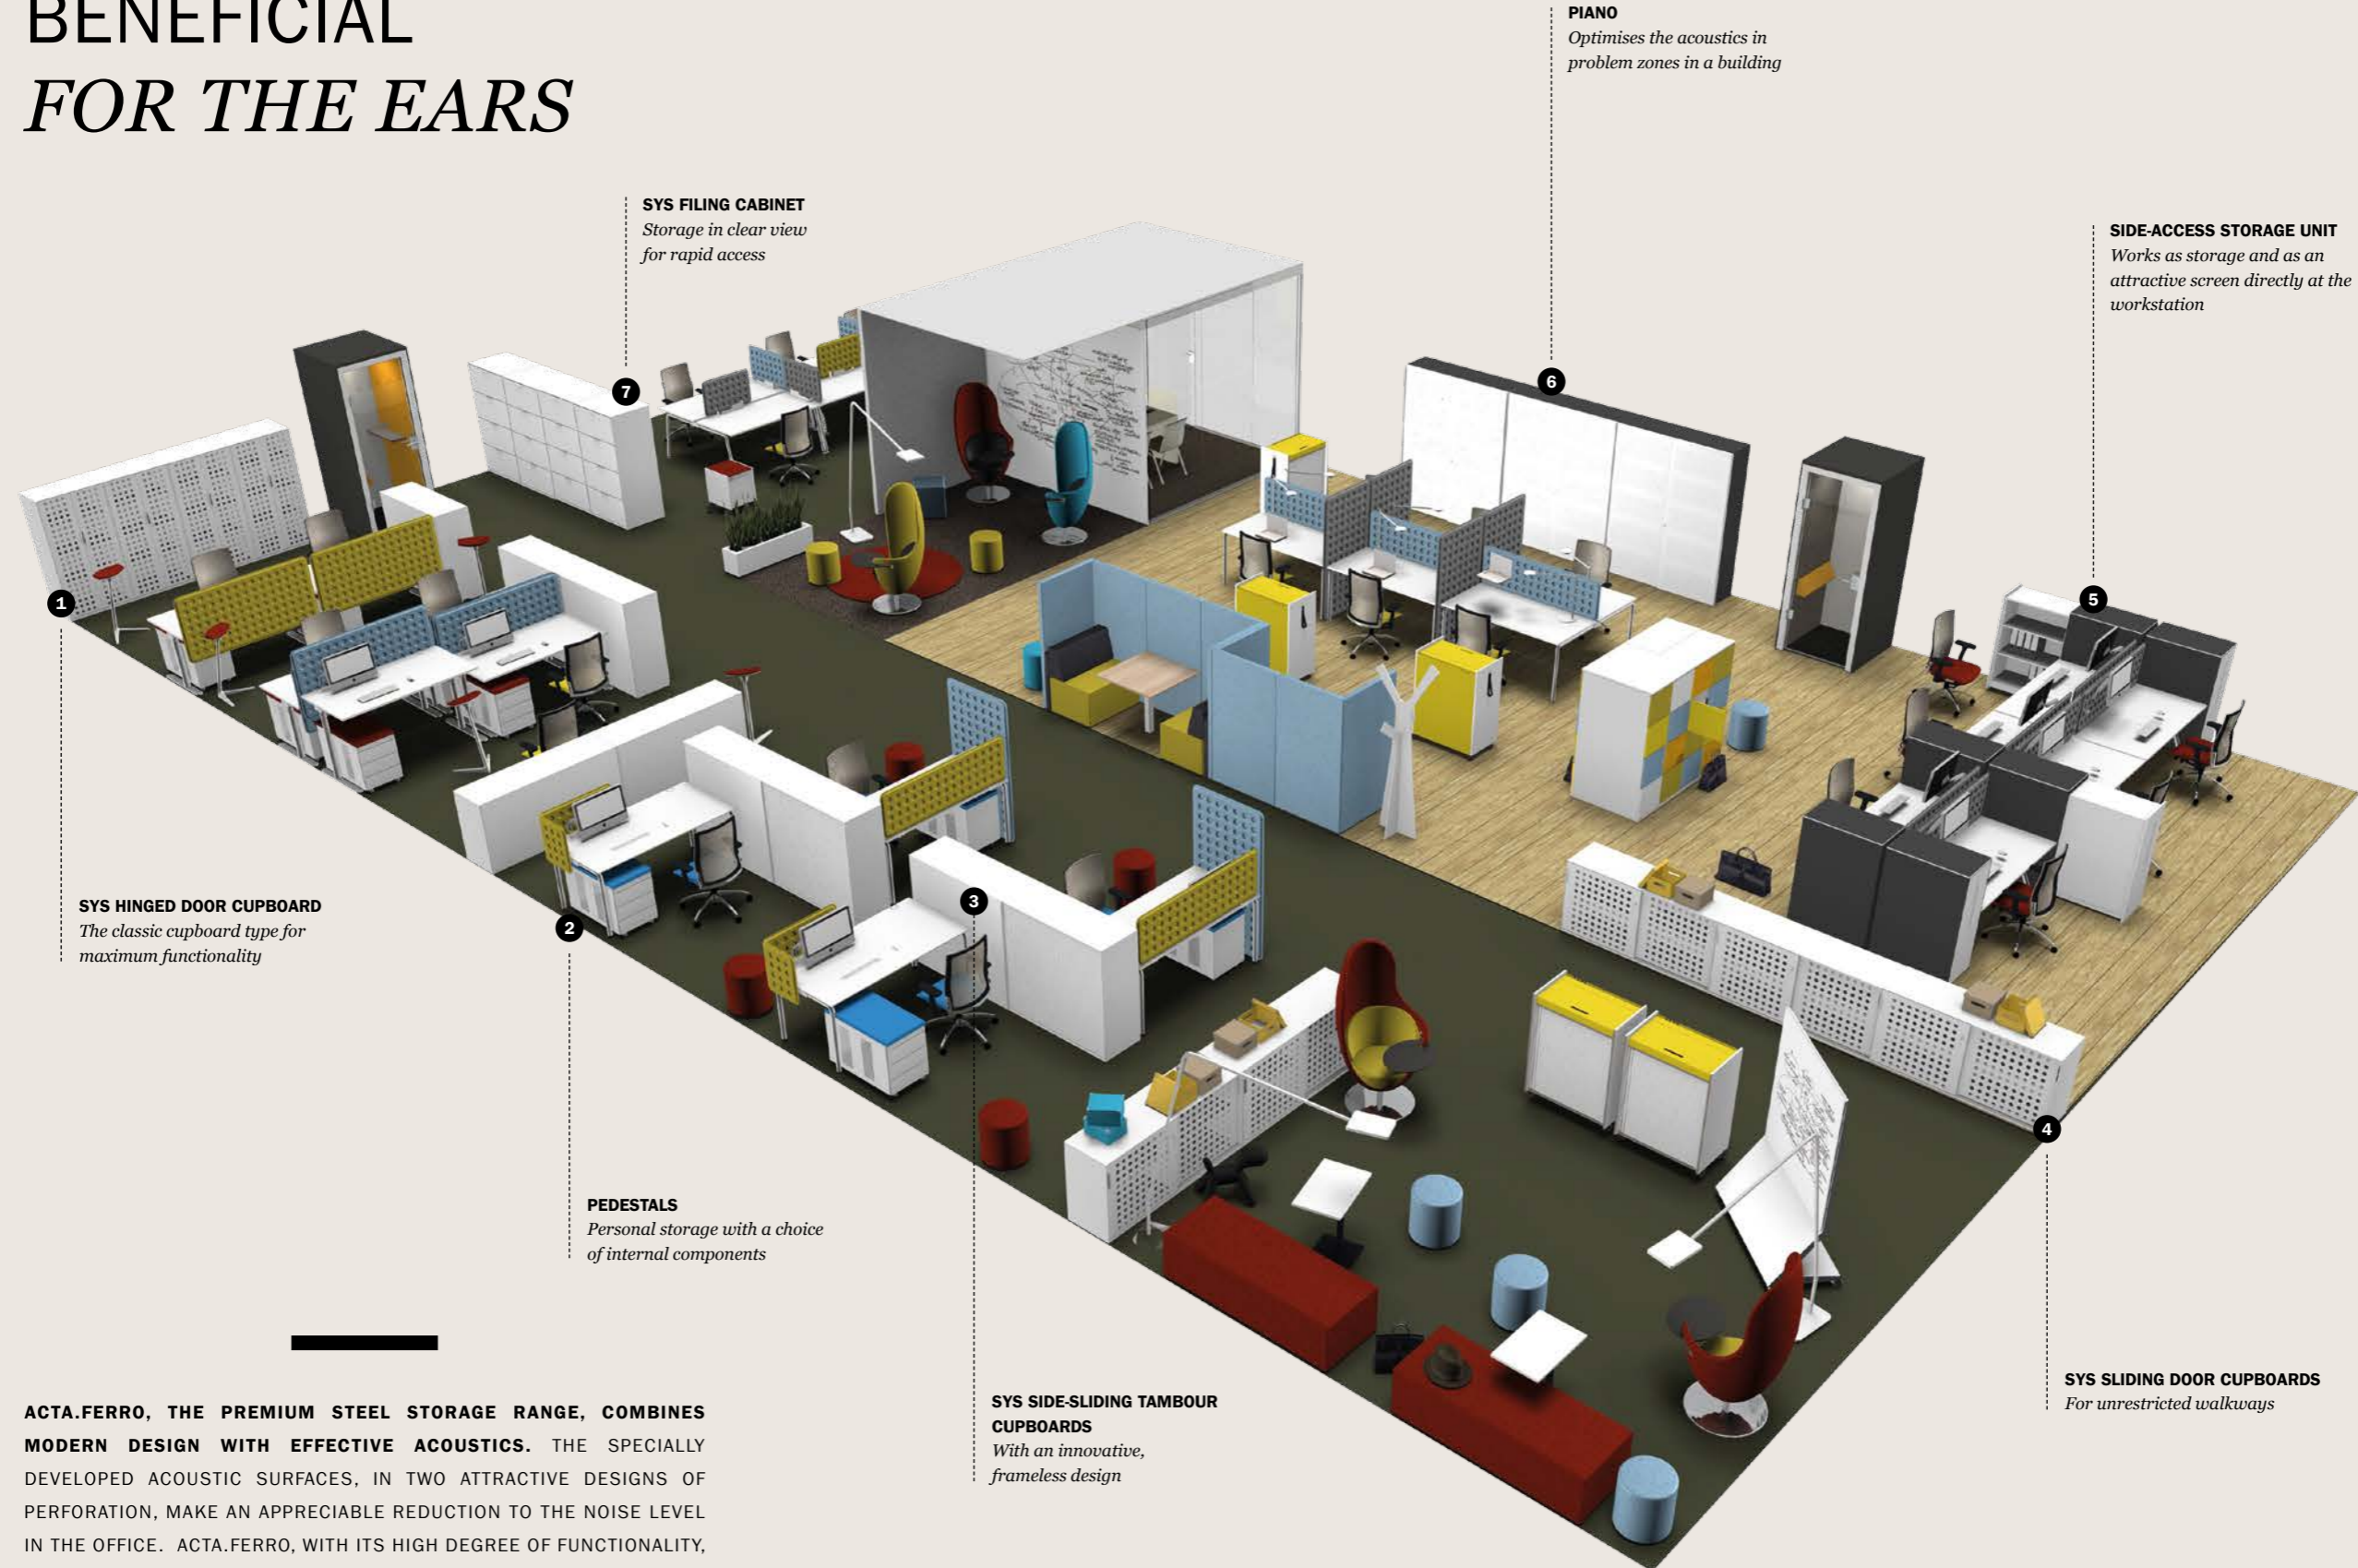 BENEFICIAL
FOR THE EARS
PIANO
Optimises the acoustics in
problem zones in a building
SYS FILING CABINET
Storage in clear view
for rapid access
SIDE-ACCESS STORAGE UNIT
Works as storage and as an
attractive screen directly at the
workstation
7
6
5
1
SYS HINGED DOOR CUPBOARD
The classic cupboard type for
maximum functionality
2
3
4
PEDESTALS
Personal storage with a choice
of internal components
SYS SIDE-SLIDING TAMBOUR
CUPBOARDS
With an innovative,
frameless design
SYS SLIDING DOOR CUPBOARDS
For unrestricted walkways
ACTA.FERRO, THE PREMIUM STEEL STORAGE RANGE, COMBINES
MODERN DESIGN WITH EFFECTIVE ACOUSTICS. THE SPECIALLY
DEVELOPED ACOUSTIC SURFACES, IN TWO ATTRACTIVE DESIGNS OF
PERFORATION, MAKE AN APPRECIABLE REDUCTION TO THE NOISE LEVEL
IN THE OFFICE. ACTA.FERRO, WITH ITS HIGH DEGREE OF FUNCTIONALITY,